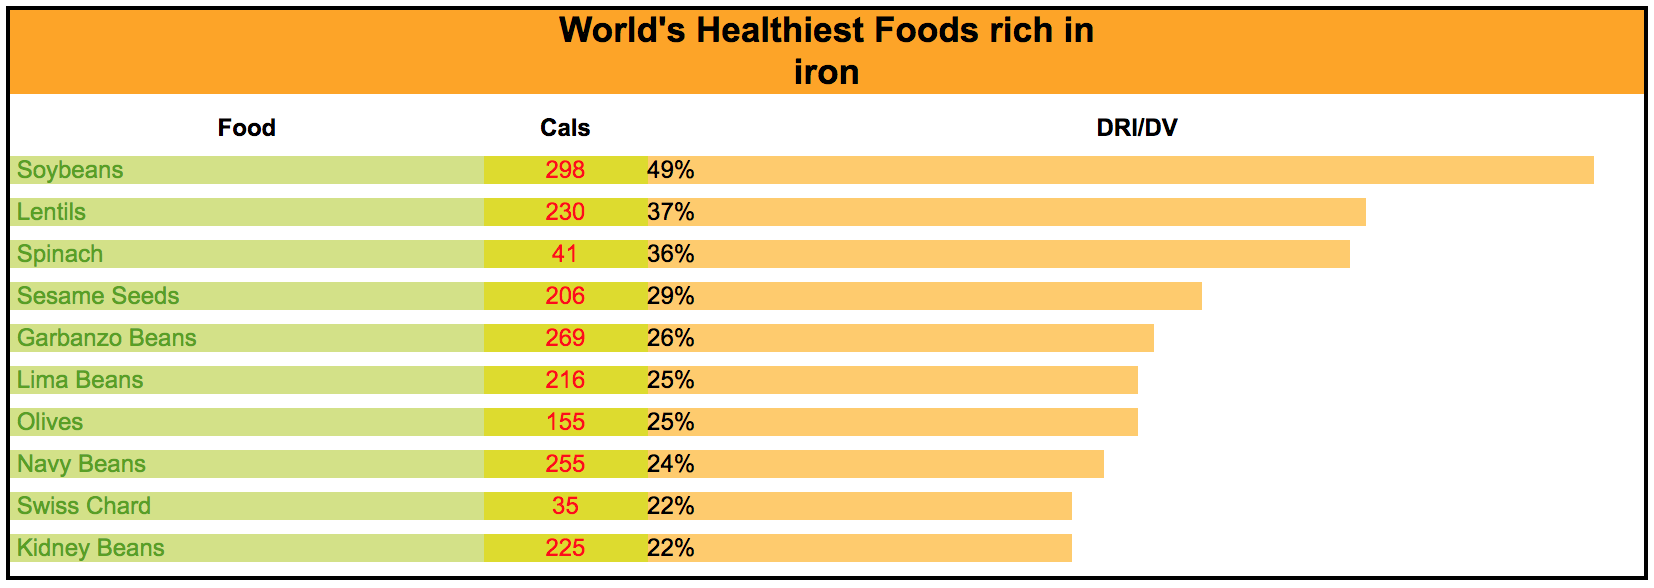 World's Healthiest Foods rich in
iron
Food Cals DRI/DV
Soybeans 298 49%
Lentils 230 37%
Spinach 41 36%
Sesame Seeds 206 29%
Garbanzo Beans 269 26%
Lima Beans 216 25%
Olives 155 25%
Navy Beans 255 24%
Swiss Chard 35 22%
Kidney Beans 225 22%